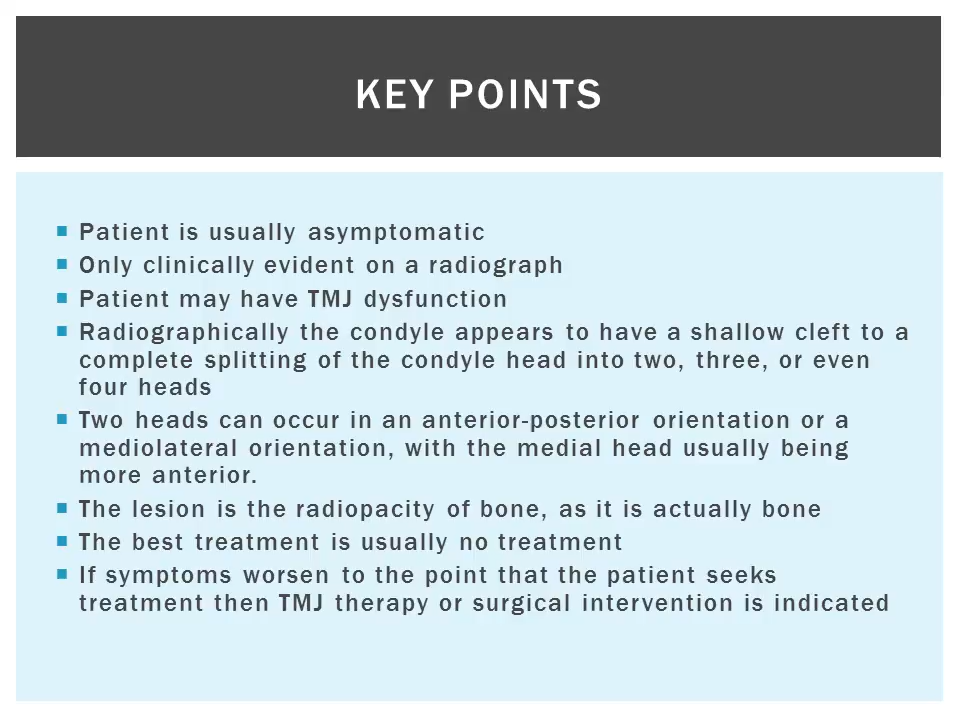 KEY POINTS
Patient is usually asymptomatic
Only clinically evident on a radiograph
Patient may have TMJ dysfunction
Radiographically the condyle appears to have a shallow cleft to a
complete splitting of the condyle head into two, three, or even
four heads
Two heads can occur in an anterior-posterior orientation or a
mediolateral orientation, with the medial head usually being
more anterior.
The lesion is the radiopacity of bone, as it is actually bone
The best treatment is usually no treatment
If symptoms worsen to the point that the patient seeks
treatment then TMJ therapy or surgical intervention is indicated